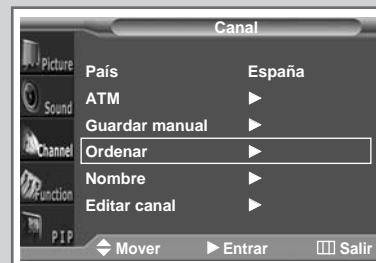 Canal
Picture
Sound
Channel
Function
PIP
País España
ATM
Guardar manual
Ordenar
Nombre
Editar canal
Mover Entrar Salir